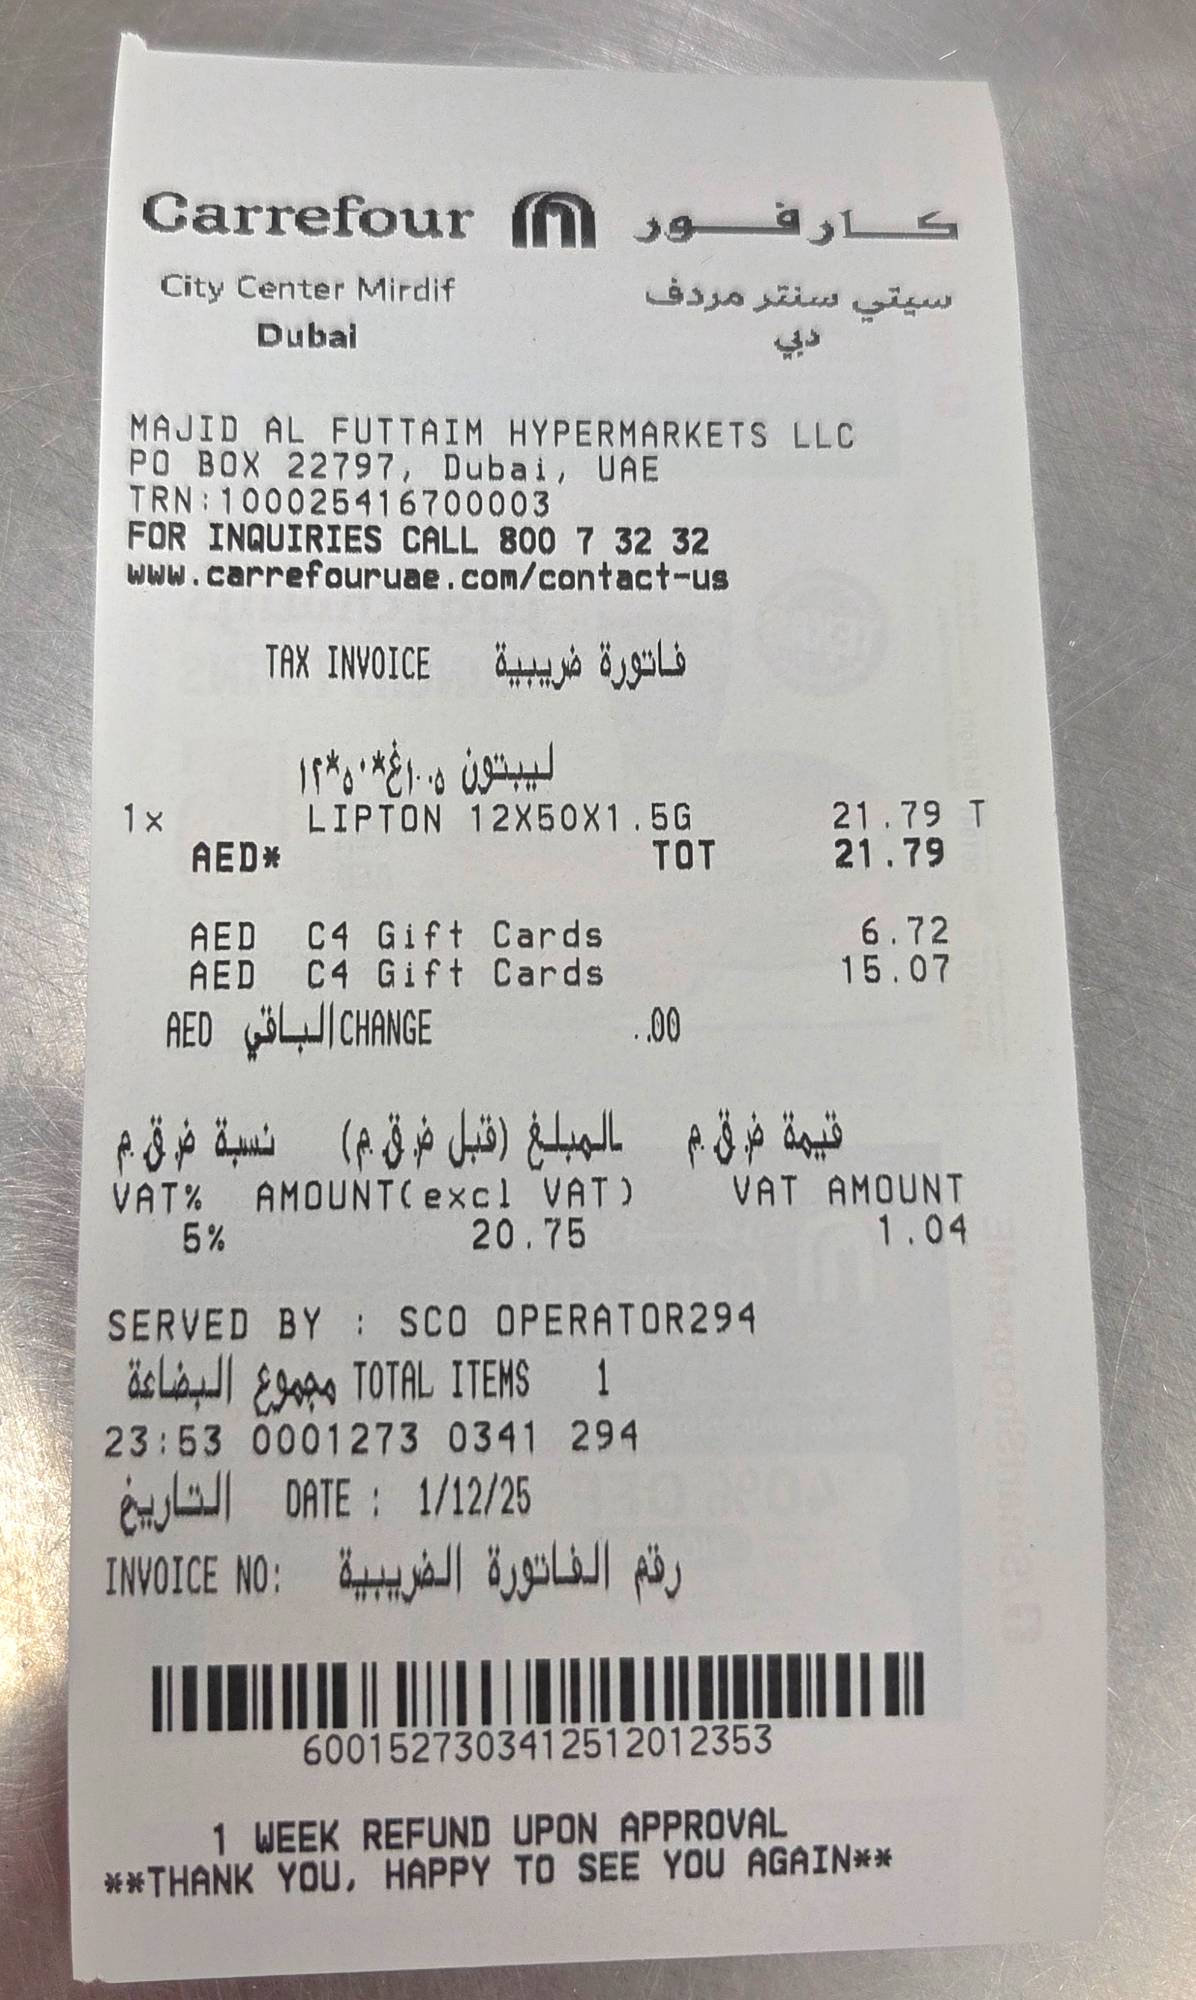 Carrefour كارفور
City Center Mirdif سيتي سنتر مردف
Dubai دبي
MAJID AL FUTTAIM HYPERMARKETS LLC
PO BOX 22797, Dubai, UAE
TRN:100025416700003
FOR INQUIRIES CALL 800 7 32 32
www.carrefouruae.com/contact-us
TAX INVOICE فاتورة ضريبية
ليبتون
1x LIPTON 12X50X1.5G 21.79 T
AED* TOT 21.79
AED C4 Gift Cards 6.72
AED C4 Gift Cards 15.07
AED الباقي CHANGE ..00
نسبة ض.ق.م المبلغ (قبل ض.ق.م) قيمة ض.ق.م
VAT% AMOUNT(excl VAT) VAT AMOUNT
5% 20.75 1.04
SERVED BY : SCO OPERATOR294
مجموع البضاعة TOTAL ITEMS 1
23:53 0001273 0341 294
التاريخ DATE : 1/12/25
INVOICE NO: رقم الفاتورة الضريبية
6001527303412512012353
1 WEEK REFUND UPON APPROVAL
**THANK YOU, HAPPY TO SEE YOU AGAIN**